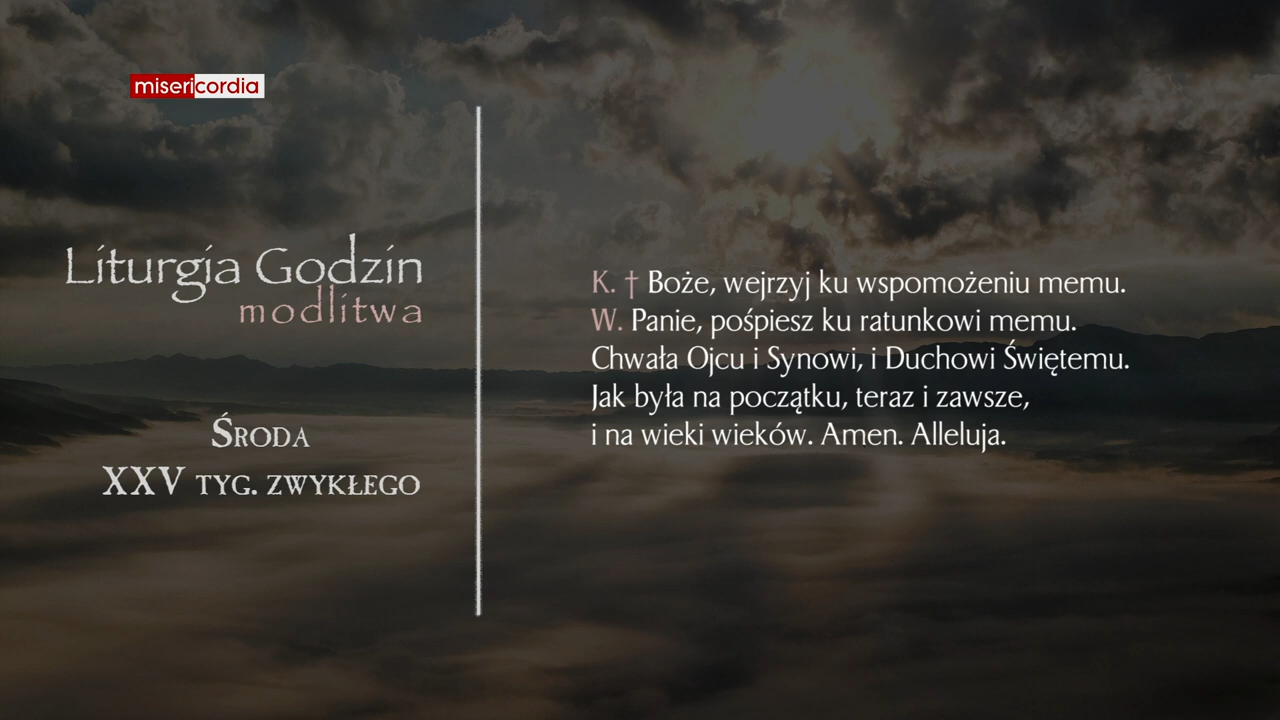 misericordia
Liturgia Godzin
modlitwa
Środa
XXV tyg. zwykłego
K. † Boże, wejrzyj ku wspomożeniu memu.
W. Panie, pośpiesz ku ratunkowi memu.
Chwała Ojcu i Synowi, i Duchowi Świętemu.
Jak była na początku, teraz i zawsze,
i na wieki wieków. Amen. Alleluja.